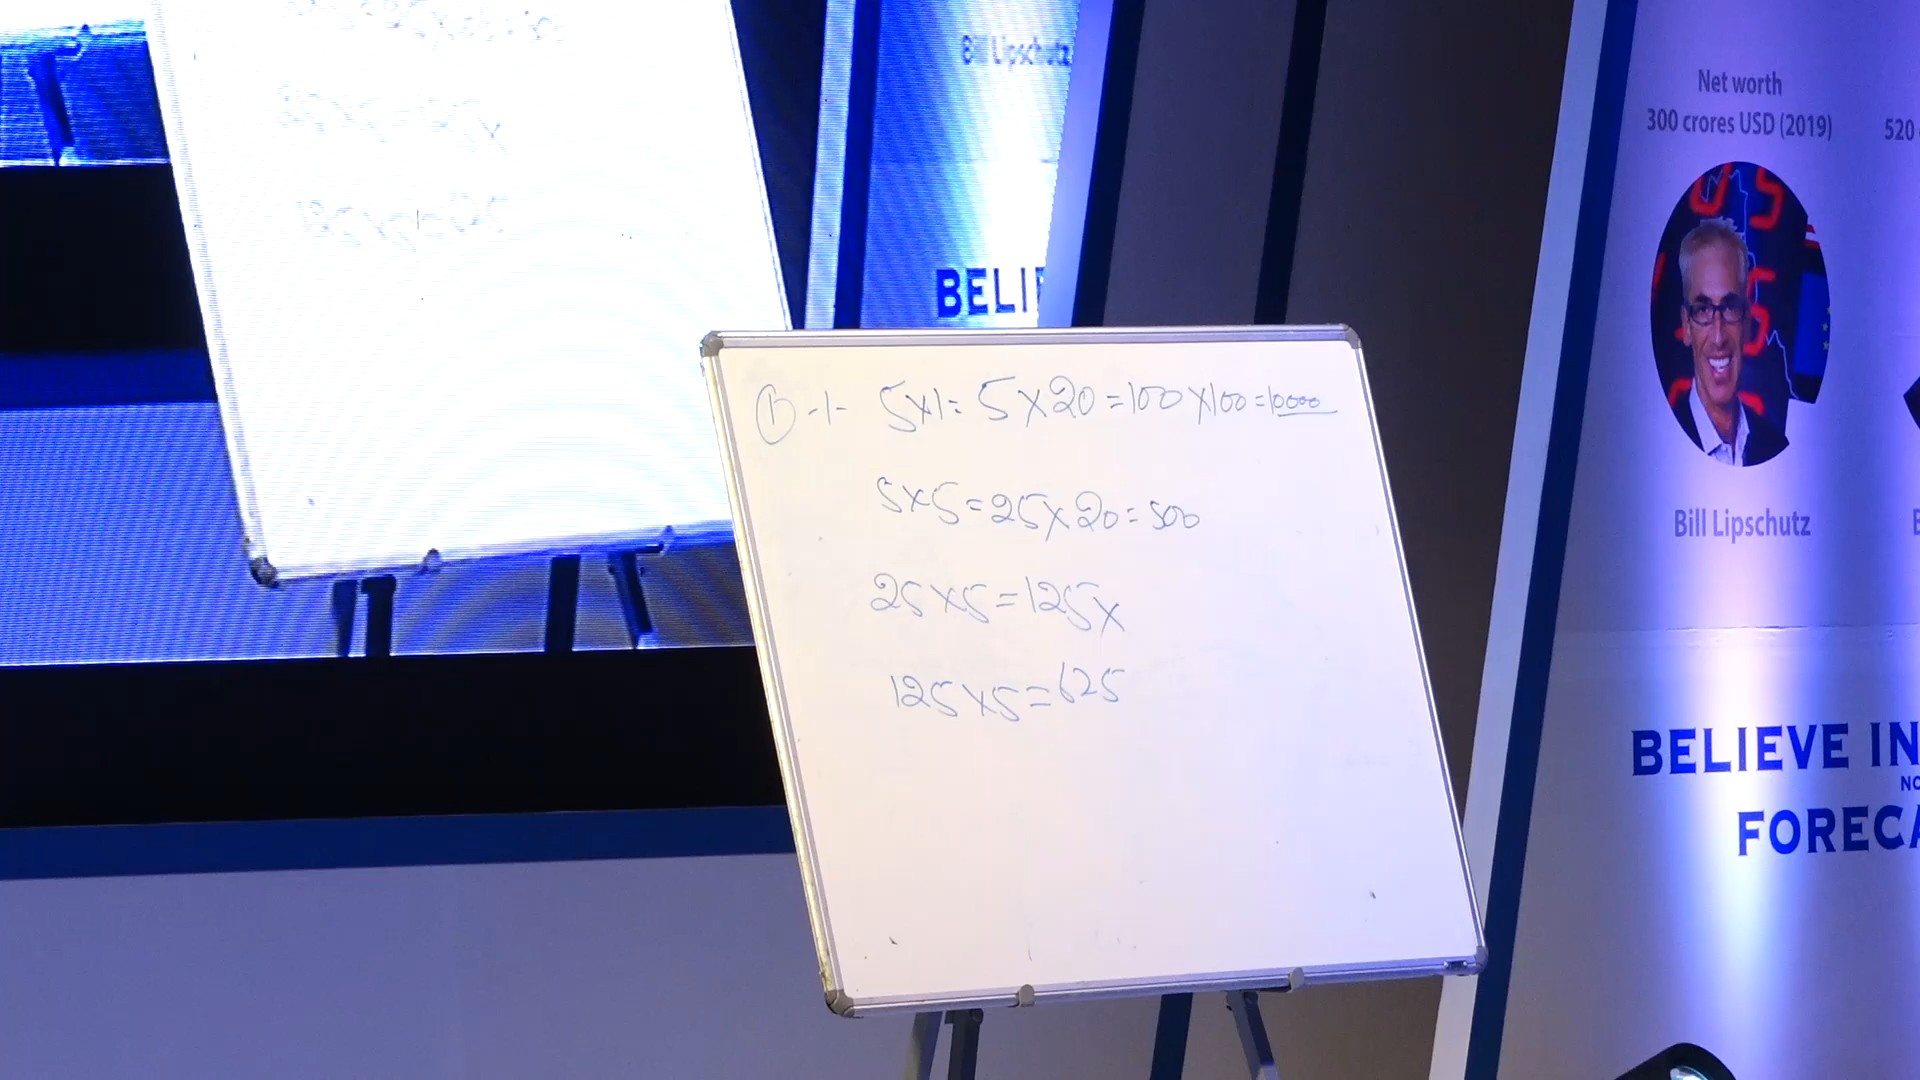 Bill Lipschutz
BELI
① -1- 5x1= 5x20=100x100=10000
5x5=25x20=500
25x5=125x
125x5=625
Net worth
300 crores USD (2019)
520
Bill Lipschutz
BELIEVE IN
NO
FORECA